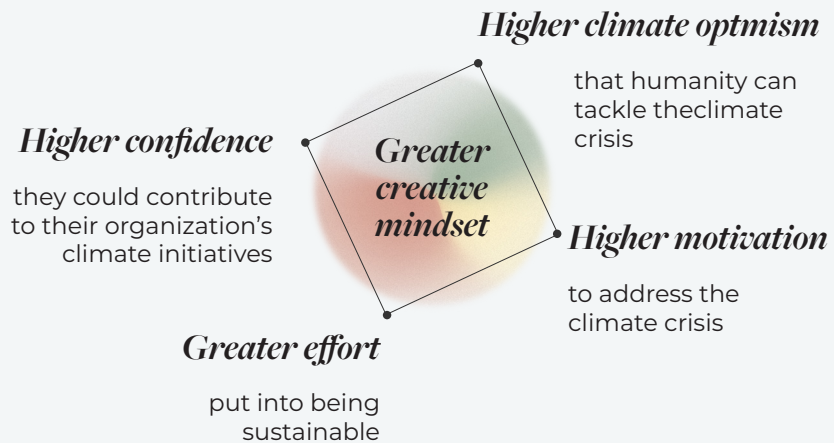 Higher climate optmism
that humanity can
tackle theclimate
crisis
Higher confidence
they could contribute
to their organization's
climate initiatives
Greater
creative
mindset
Higher motivation
to address the
climate crisis
Greater effort
put into being
sustainable